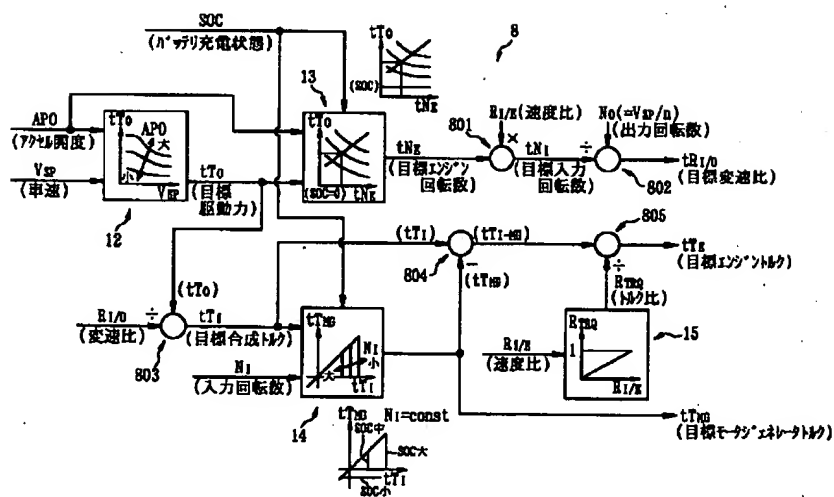 SOC
(バッテリ充電状態)
8
tTo
(SOC)
tNE
13
APO
(アクセル開度)
VSP
(車速)
tTo
APO
大
小
VSP
12
tTo
(目標
駆動力)
tTo
(SOC=0)
tNE
tNE
(目標エンジン
回転数)
RI/E(速度比)
801
×
tNI
(目標入力
回転数)
÷
No(=VSP/n)
(出力回転数)
802
tRI/O
(目標変速比)
(tTo)
RI/O
(変速比)
÷
803
tTI
(目標合成トルク)
NI
(入力回転数)
(tTI)
804
−
(tTMG)
(tTI-MG)
805
÷
tTE
(目標エンジントルク)
RTRQ
(トルク比)
tTMG
NI
大
小
tTI
14
RI/E
(速度比)
RTRQ
1
RI/E
15
tTMG
(目標モータジェネレータトルク)
tTMG
NI=const
SOC中
SOC大
SOC小
tTI